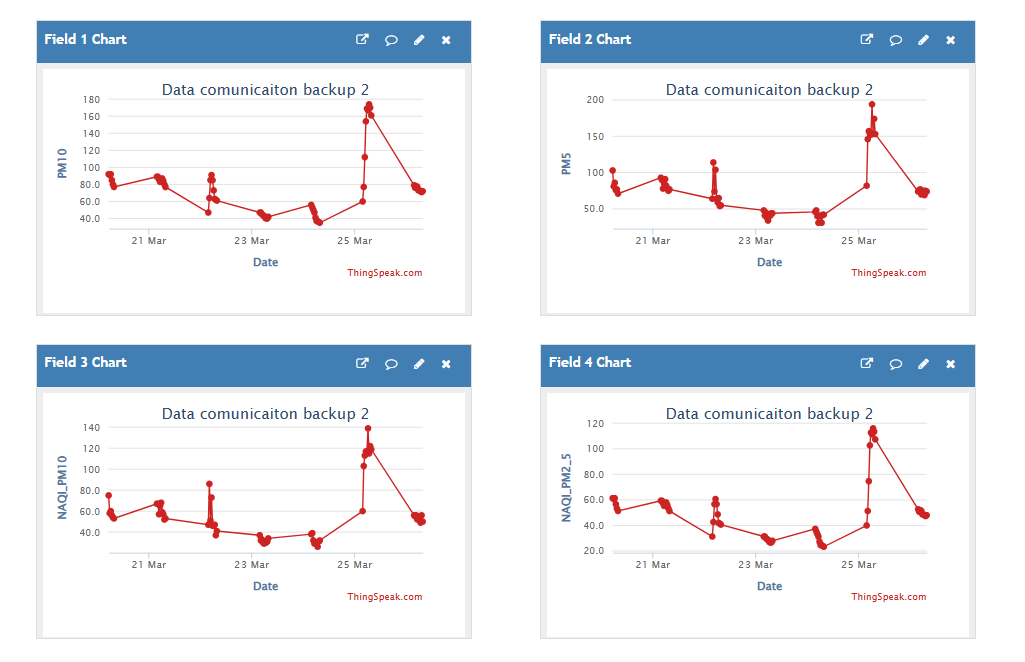 Field 1 Chart
Data comunicaiton backup 2
PM10
180
160
140
120
100
80.0
60.0
40.0
21 Mar
23 Mar
25 Mar
Date
ThingSpeak.com
Field 2 Chart
Data comunicaiton backup 2
PM5
200
150
100
50.0
21 Mar
23 Mar
25 Mar
Date
ThingSpeak.com
Field 3 Chart
Data comunicaiton backup 2
NAQI_PM10
140
120
100
80.0
60.0
40.0
21 Mar
23 Mar
25 Mar
Date
ThingSpeak.com
Field 4 Chart
Data comunicaiton backup 2
NAQI_PM2_5
120
100
80.0
60.0
40.0
20.0
21 Mar
23 Mar
25 Mar
Date
ThingSpeak.com